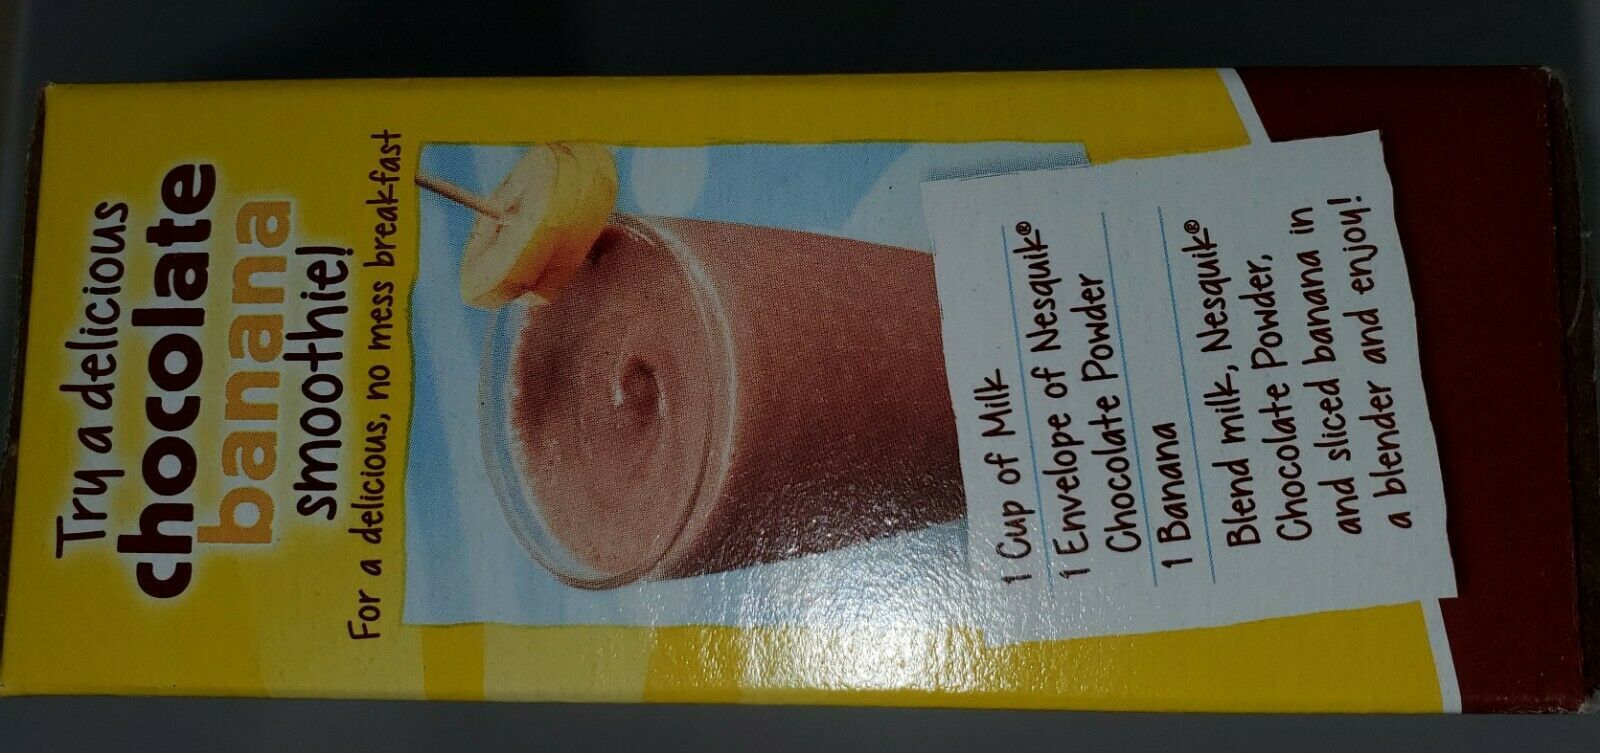 Try a delicious
chocolate
banana
smoothie!
For a delicious, no mess breakfast
1 Cup of Milk
1 Envelope of Nesquik®
Chocolate Powder
1 Banana
Blend milk, Nesquik®
Chocolate Powder,
and sliced banana in
a blender and enjoy!